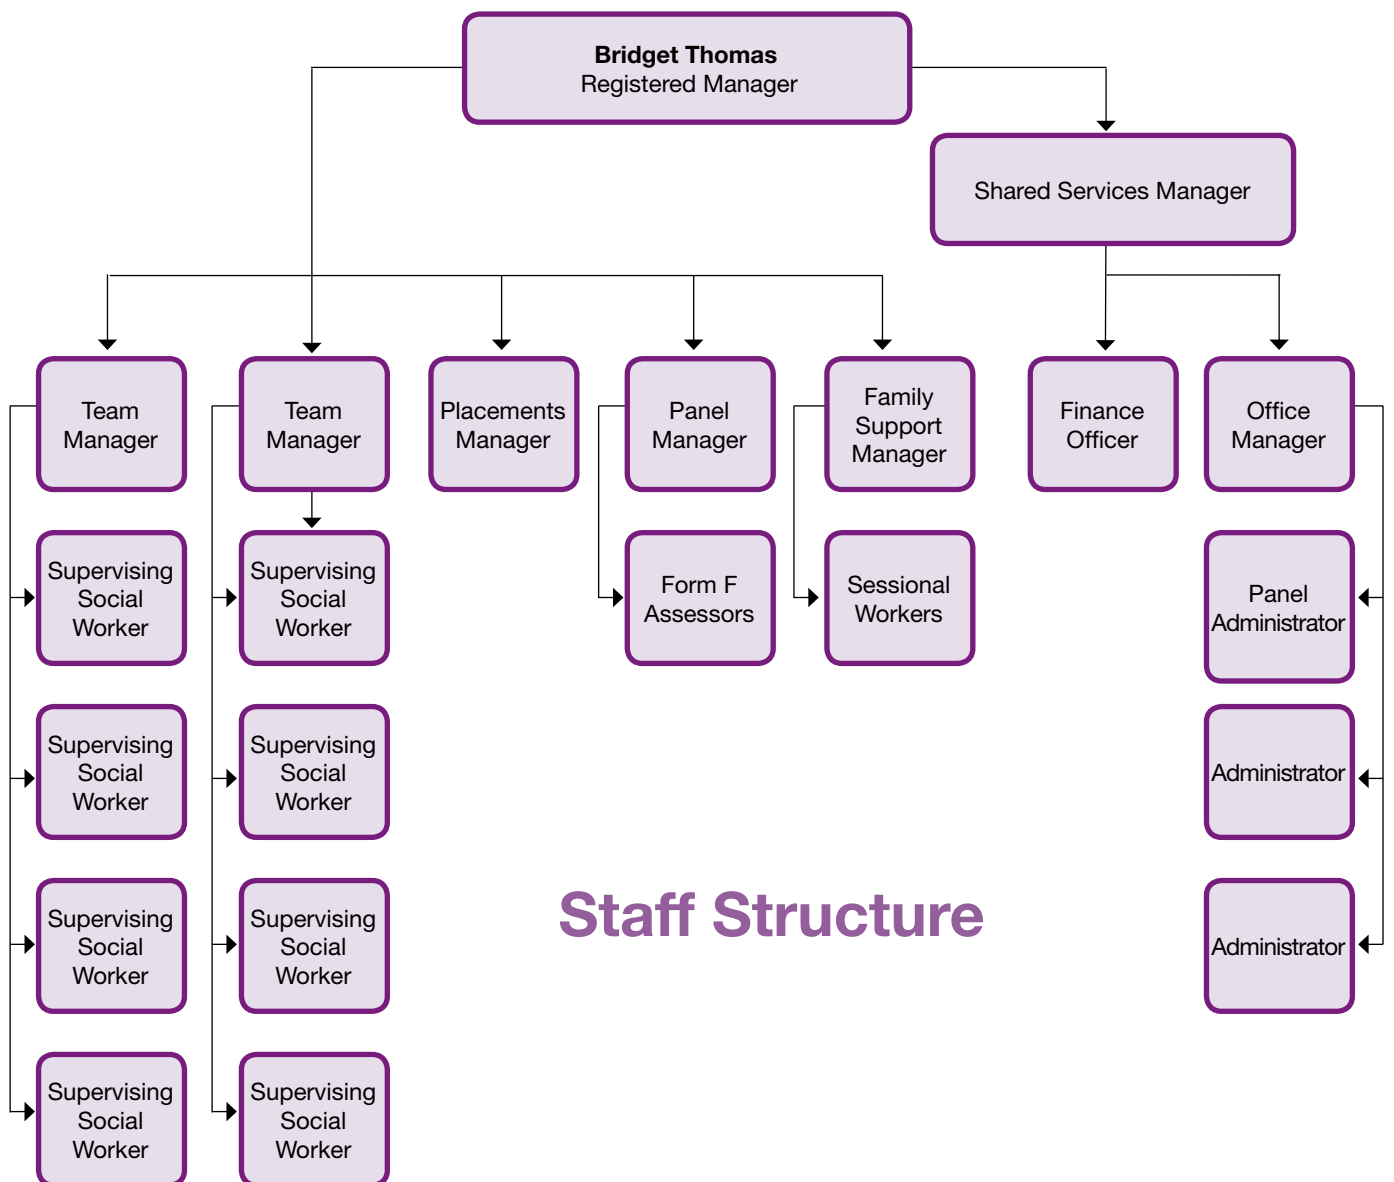 Bridget Thomas
Registered Manager
Shared Services Manager
Team
Manager
Team
Manager
Placements
Manager
Panel
Manager
Family
Support
Manager
Finance
Officer
Office
Manager
Supervising
Social
Worker
Supervising
Social
Worker
Form F
Assessors
Sessional
Workers
Panel
Administrator
Supervising
Social
Worker
Supervising
Social
Worker
Administrator
Supervising
Social
Worker
Supervising
Social
Worker
Staff Structure
Administrator
Supervising
Social
Worker
Supervising
Social
Worker